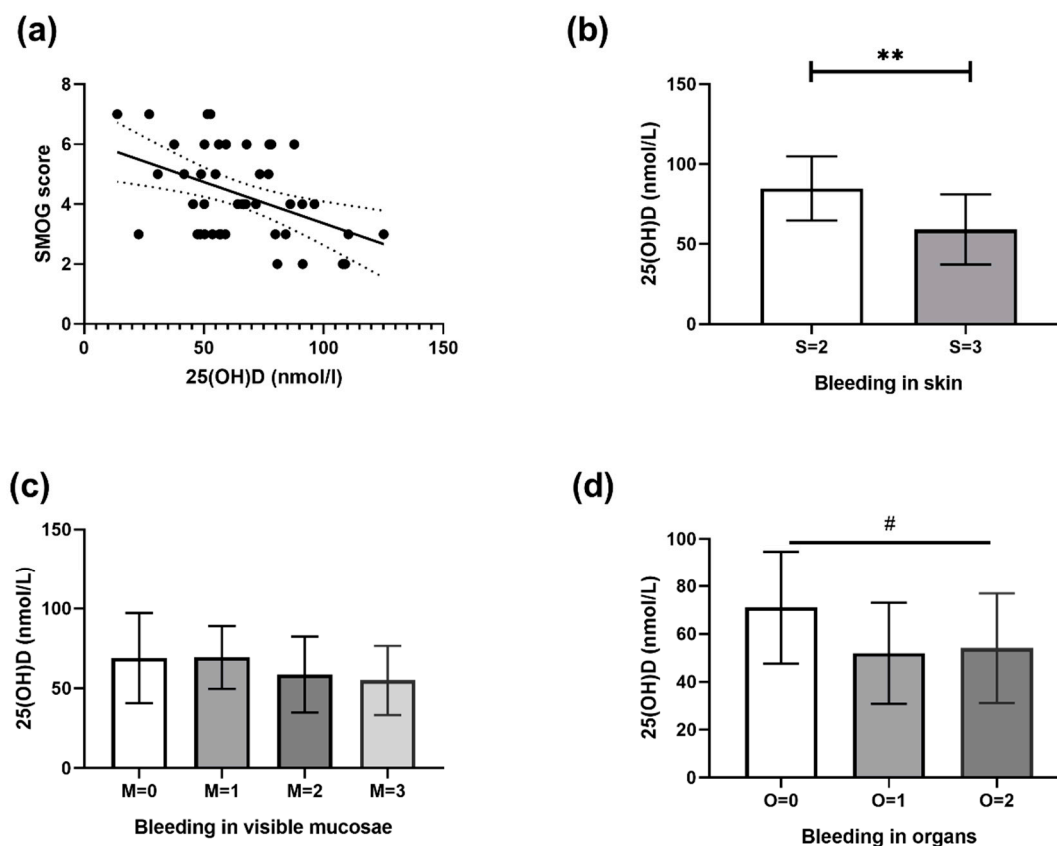 (a)
8
6
4
2
0
SMOG score
0 50 100 150
25(OH)D (nmol/l)
(b)
**
150
100
50
0
25(OH)D (nmol/L)
S=2 S=3
Bleeding in skin
(c)
150
100
50
0
25(OH)D (nmol/L)
M=0 M=1 M=2 M=3
Bleeding in visible mucosae
(d)
#
100
80
60
40
20
0
25(OH)D (nmol/L)
O=0 O=1 O=2
Bleeding in organs